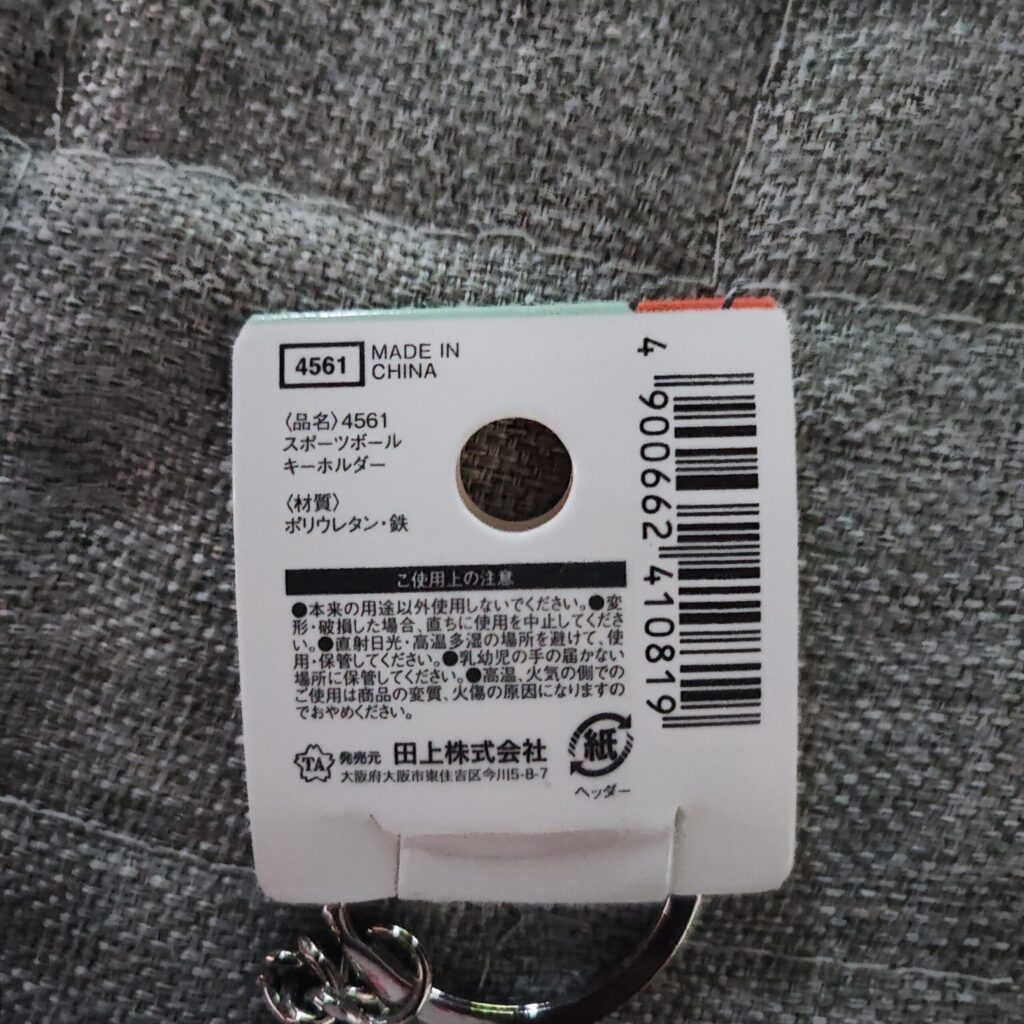 4561
MADE IN
CHINA
〈品名〉4561
スポーツボール
キーホルダー
〈材質〉
ポリウレタン・鉄
ご使用上の注意
●本来の用途以外使用しないでください。●変
形・破損した場合、直ちに使用を中止してくださ
い。●直射日光・高温多湿の場所を避けて、使
用・保管してください。●乳幼児の手の届かない
場所に保管してください。●高温、火気の側での
ご使用は商品の変質、火傷の原因になりますの
でおやめください。
TA 発売元 田上株式会社
大阪府大阪市東住吉区今川5-8-7
紙
ヘッダー
4 900662 410819